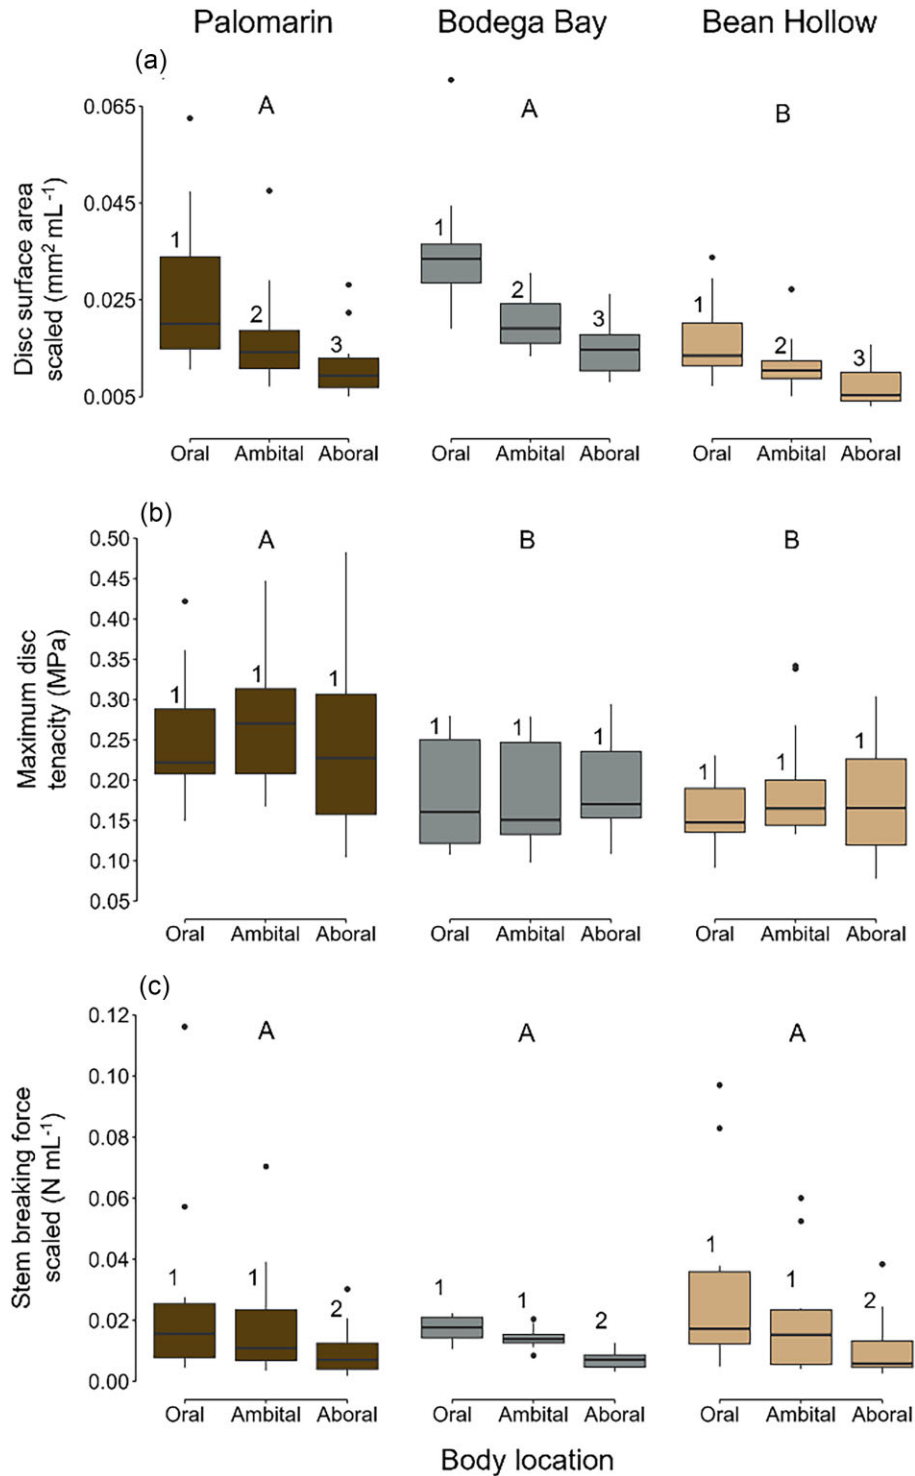 Palomarin Bodega Bay Bean Hollow
(a)
A A B
Disc surface area
scaled (mm² mL⁻¹)
0.065
0.045
0.025
0.005
1 2 3 1 2 3 1 2 3
Oral Ambital Aboral Oral Ambital Aboral Oral Ambital Aboral
(b)
A B B
Maximum disc
tenacity (MPa)
0.50
0.45
0.40
0.35
0.30
0.25
0.20
0.15
0.10
0.05
1 1 1 1 1 1 1 1 1
Oral Ambital Aboral Oral Ambital Aboral Oral Ambital Aboral
(c)
A A A
Stem breaking force
scaled (N mL⁻¹)
0.12
0.10
0.08
0.06
0.04
0.02
0.00
1 1 2 1 1 2 1 1 2
Oral Ambital Aboral Oral Ambital Aboral Oral Ambital Aboral
Body location